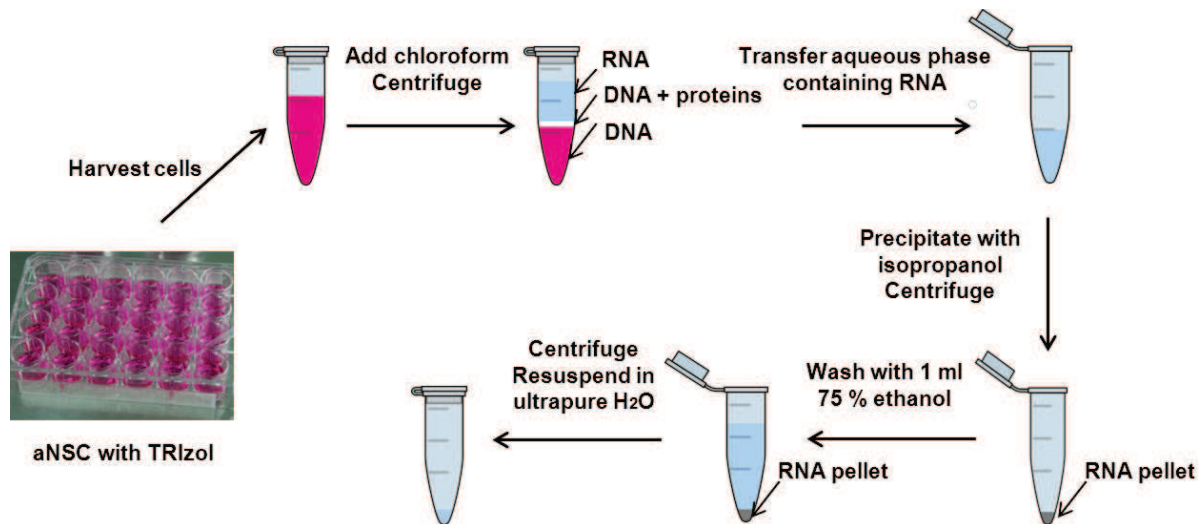 Add chloroform
Centrifuge
RNA
DNA + proteins
DNA
Transfer aqueous phase
containing RNA
Harvest cells
aNSC with TRIzol
Precipitate with
isopropanol
Centrifuge
Wash with 1 ml
75 % ethanol
RNA pellet
Centrifuge
Resuspend in
ultrapure H₂O
RNA pellet